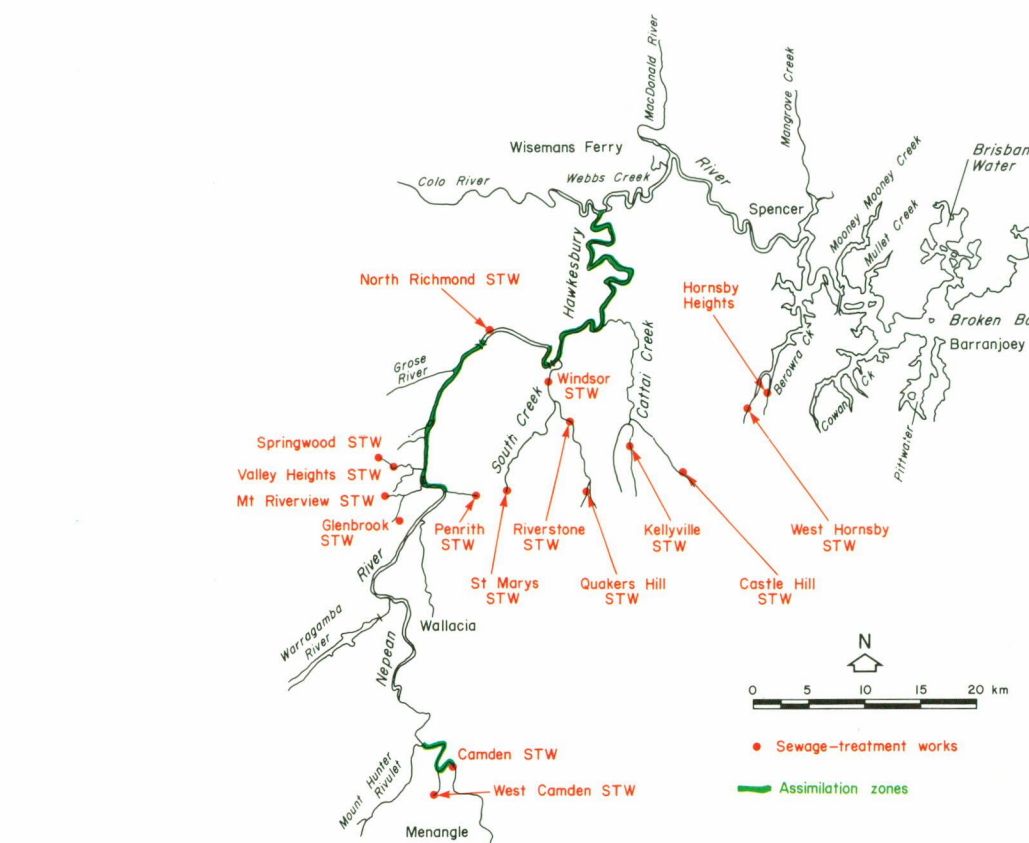 MacDonald River
Mangrove Creek
Wisemans Ferry
Brisban
Water
Colo River
Webbs Creek
River
Mooney Mooney Creek
Spencer
Mullet Creek
Hawkesbury
North Richmond STW
Hornsby
Heights
Broken Bo
Barranjoey
Grose
River
Cattai Creek
Berowra Ck
Windsor
STW
Cowan Ck
South Creek
Pittwater
Springwood STW
Valley Heights STW
Mt Riverview STW
Glenbrook
STW
Penrith
STW
Riverstone
STW
Kellyville
STW
West Hornsby
STW
River
St Marys
STW
Quakers Hill
STW
Castle Hill
STW
Wallacia
Warragamba
River
Nepean
N
0 5 10 15 20 km
Sewage-treatment works
Camden STW
Assimilation zones
West Camden STW
Mount Hunter
Rivulet
Menangle